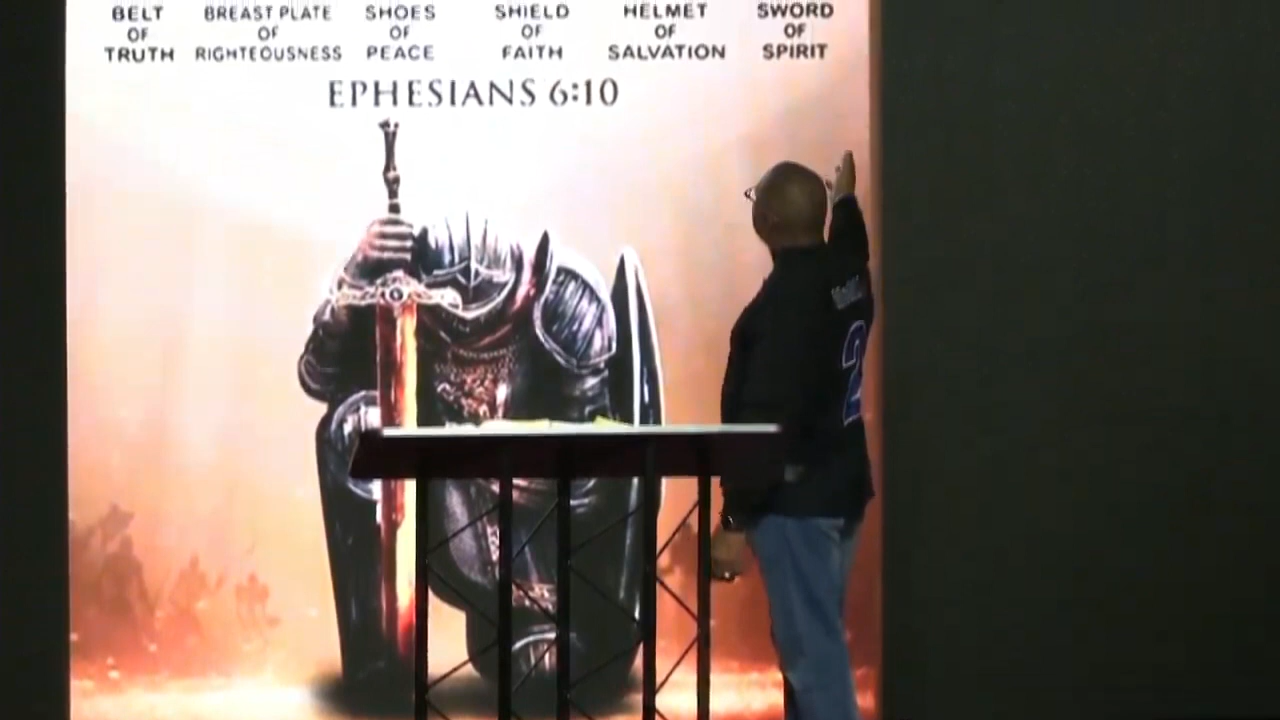 BELT
OF
TRUTH
BREAST PLATE
OF
RIGHTEOUSNESS
SHOES
OF
PEACE
SHIELD
OF
FAITH
HELMET
OF
SALVATION
SWORD
OF
SPIRIT
EPHESIANS 6:10
2